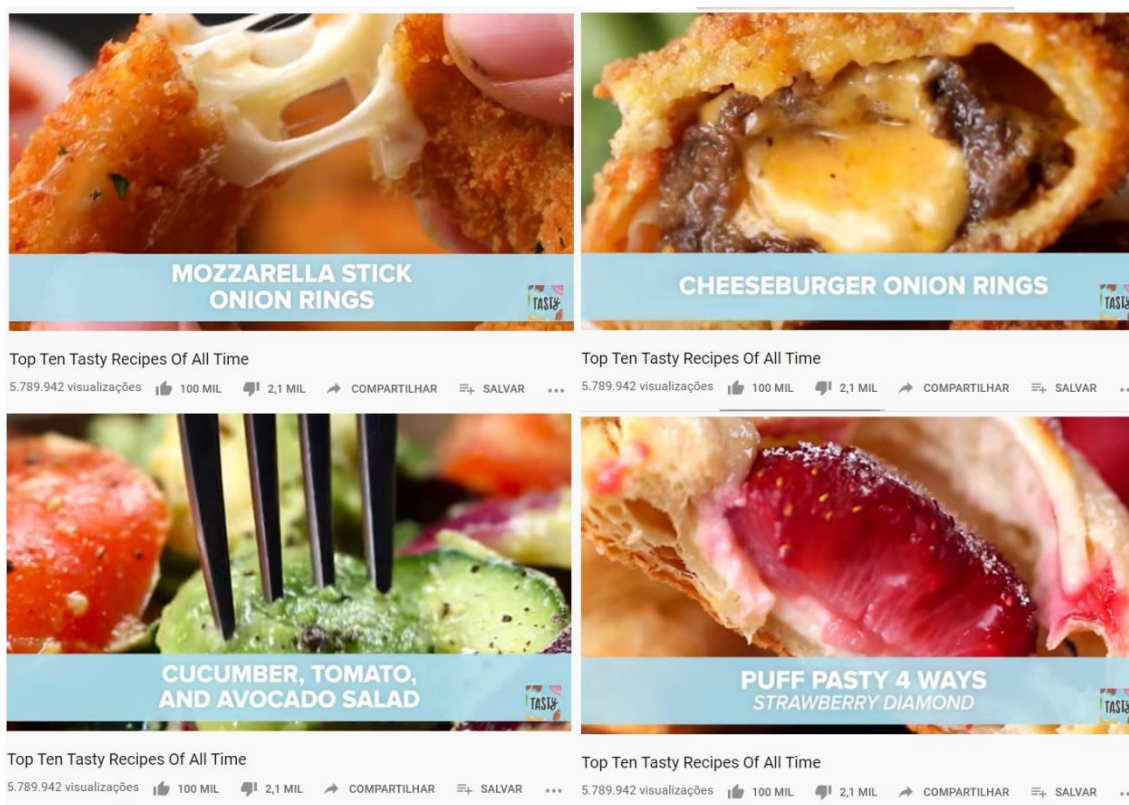 MOZZARELLA STICK
ONION RINGS
TASTY
Top Ten Tasty Recipes Of All Time
5.789.942 visualizações 100 MIL 2,1 MIL COMPARTILHAR SALVAR
CHEESEBURGER ONION RINGS
TASTY
Top Ten Tasty Recipes Of All Time
5.789.942 visualizações 100 MIL 2,1 MIL COMPARTILHAR SALVAR
CUCUMBER, TOMATO,
AND AVOCADO SALAD
TASTY
Top Ten Tasty Recipes Of All Time
5.789.942 visualizações 100 MIL 2,1 MIL COMPARTILHAR SALVAR
PUFF PASTY 4 WAYS
STRAWBERRY DIAMOND
TASTY
Top Ten Tasty Recipes Of All Time
5.789.942 visualizações 100 MIL 2,1 MIL COMPARTILHAR SALVAR